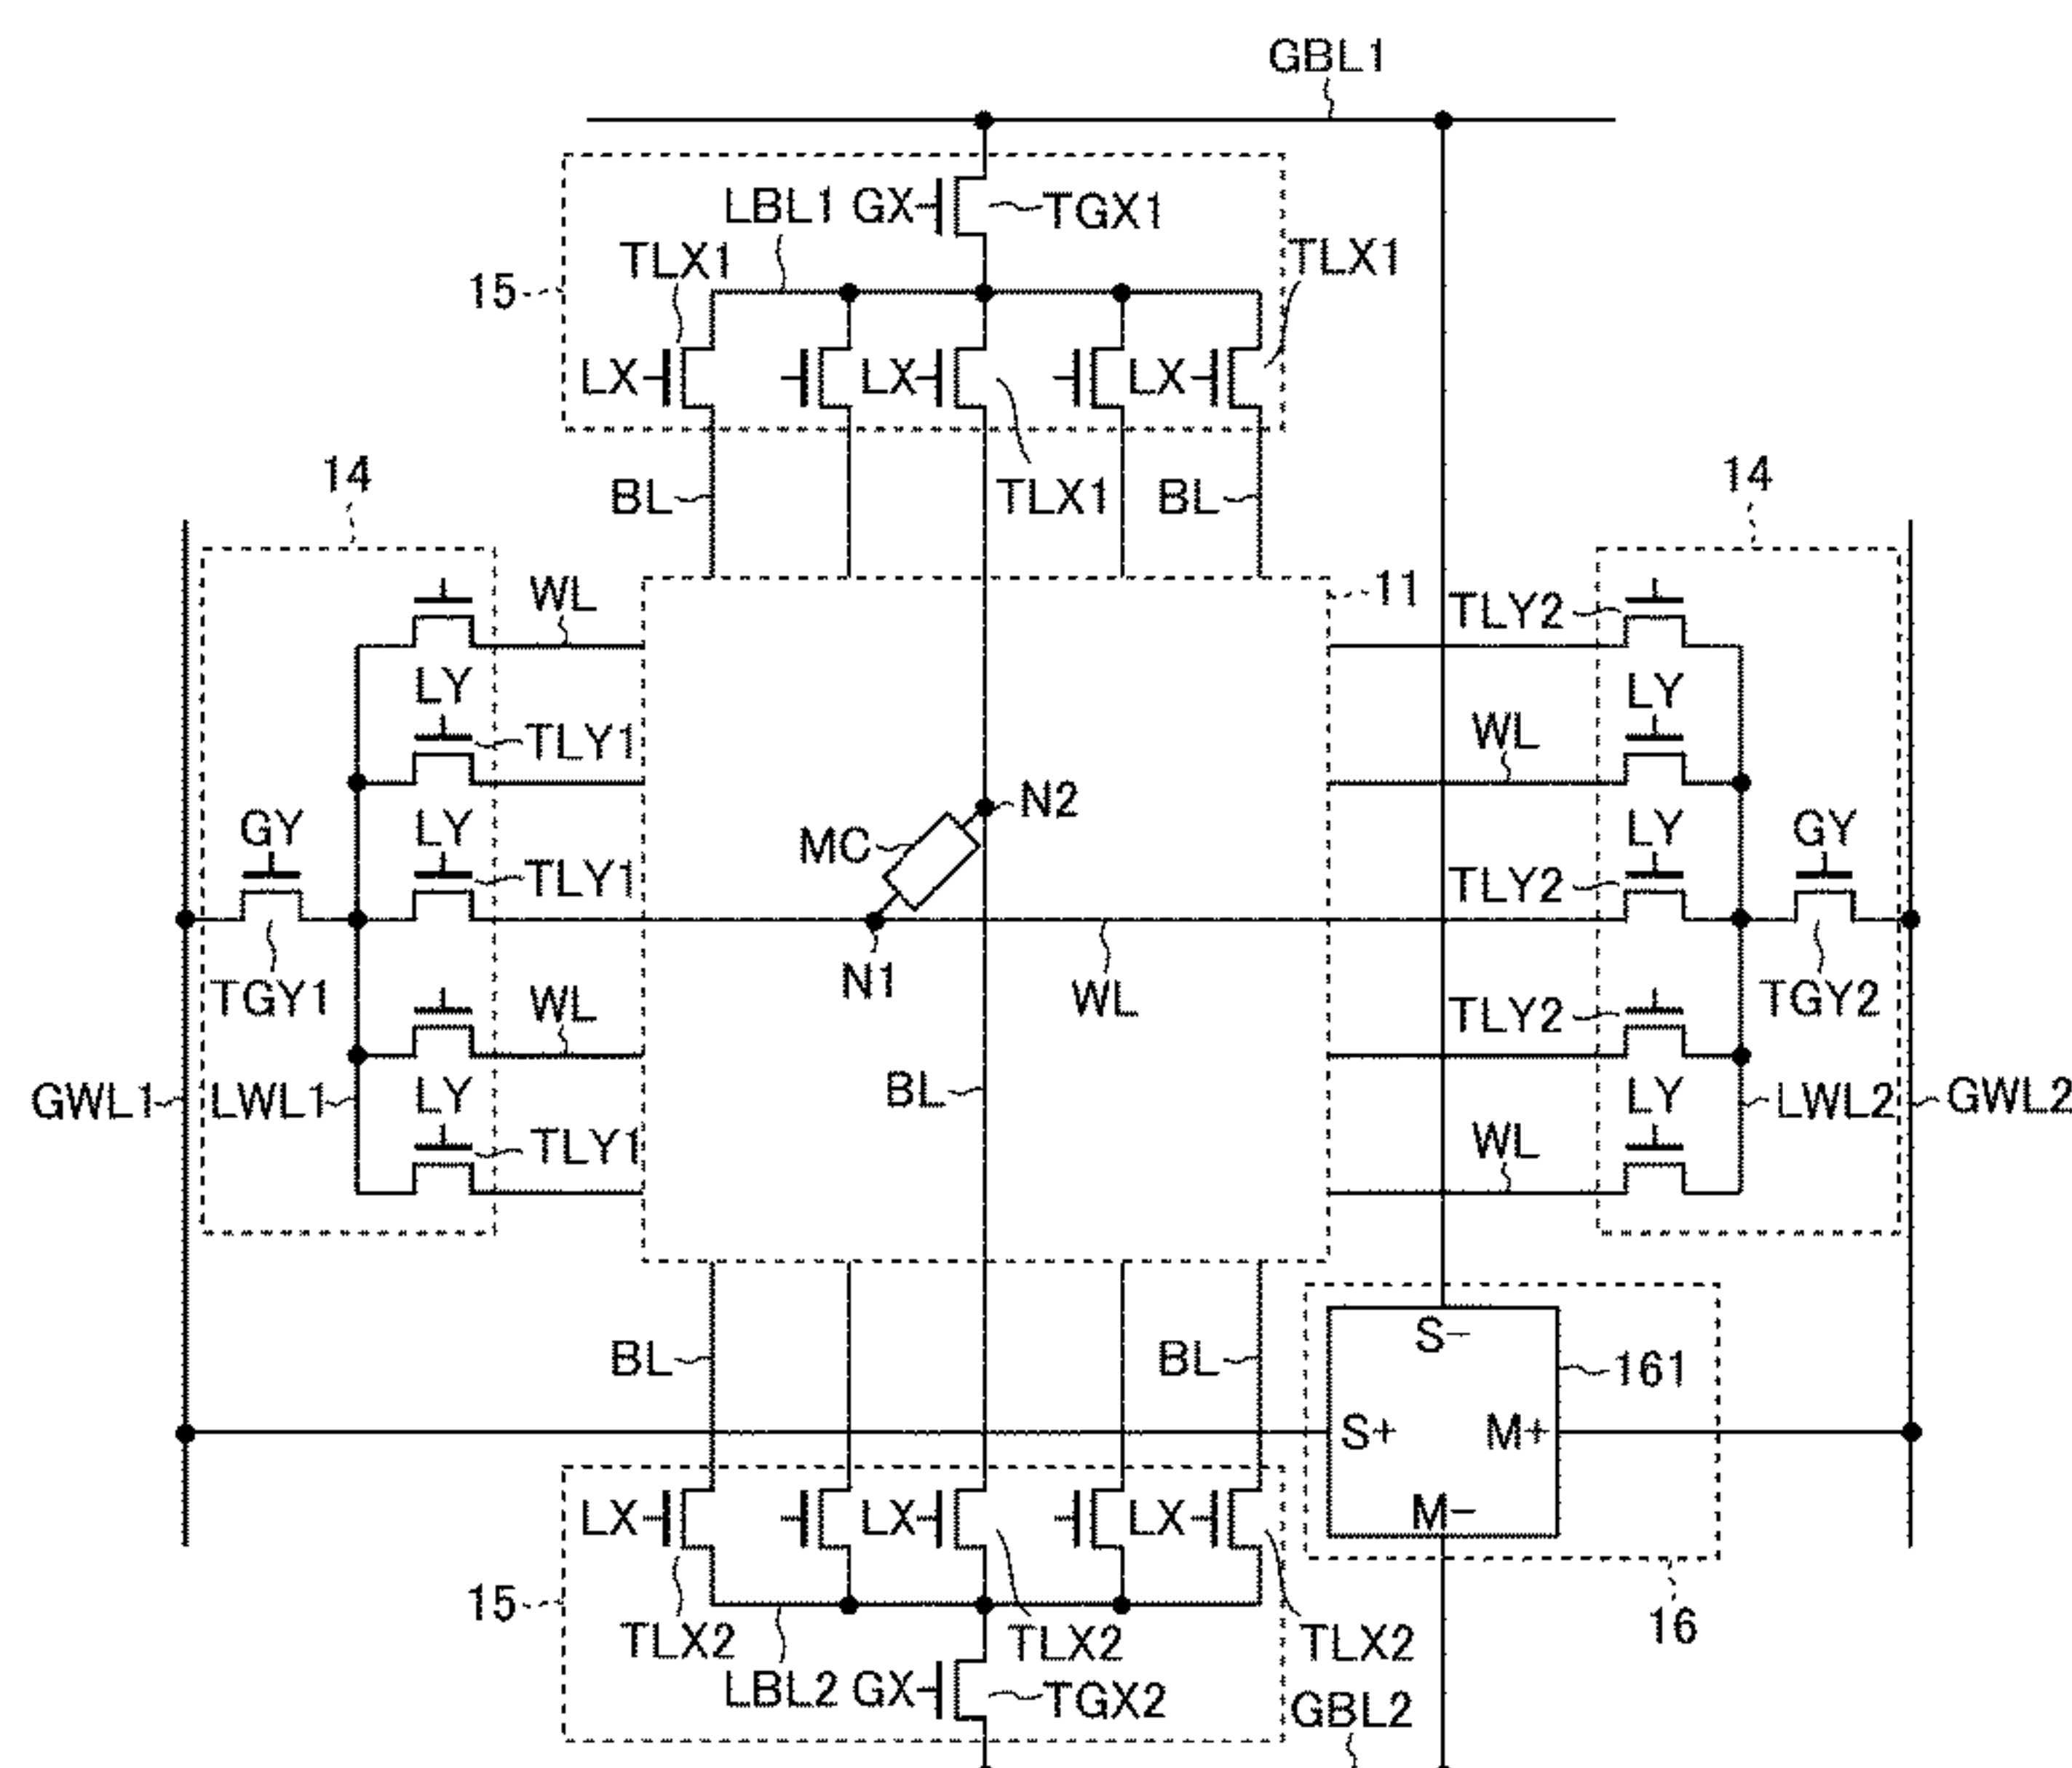 GBL1
LBL1 GX TGX1
TLX1 TLX1
15
LX LX LX
14 BL TLX1 BL 14
WL 11 TLY2
LY LY
TLY1 WL
N2
GY LY MC LY GY
TLY1 TLY2
N1
TGY1 WL WL TLY2 TGY2
GWL1 LWL1 LY BL LY LWL2 GWL2
TLY1 WL
S-
BL BL 161
S+ M+
LX LX LX M-
15
TLX2 TLX2 TLX2 16
LBL2 GX TGX2 GBL2